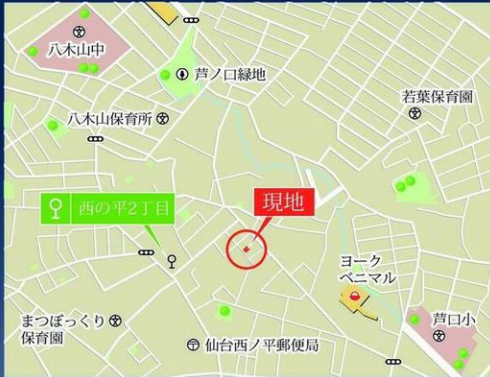 八木山中
芦ノ口緑地
若葉保育園
八木山保育所
西の平2丁目
現地
ヨーク
ベニマル
まつぼっくり
保育園
芦口小
仙台西ノ平郵便局